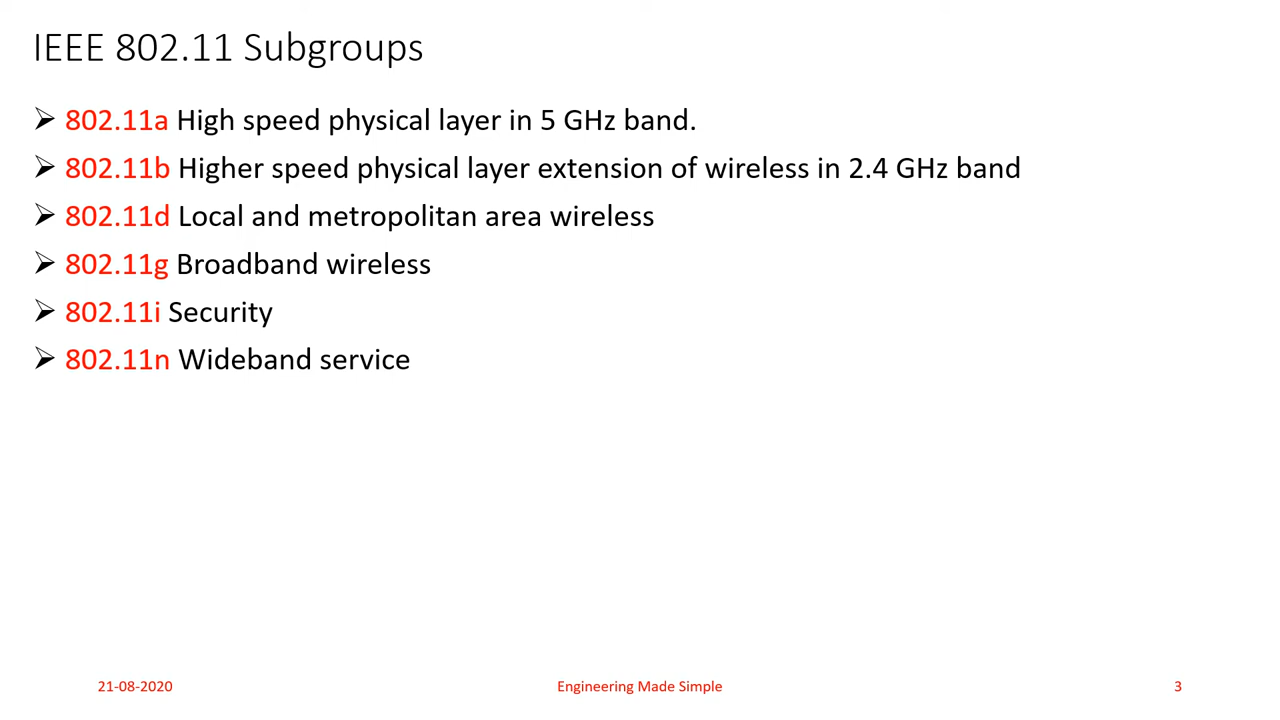 IEEE 802.11 Subgroups
➢ 802.11a High speed physical layer in 5 GHz band.
➢ 802.11b Higher speed physical layer extension of wireless in 2.4 GHz band
➢ 802.11d Local and metropolitan area wireless
➢ 802.11g Broadband wireless
➢ 802.11i Security
➢ 802.11n Wideband service
21-08-2020
Engineering Made Simple
3